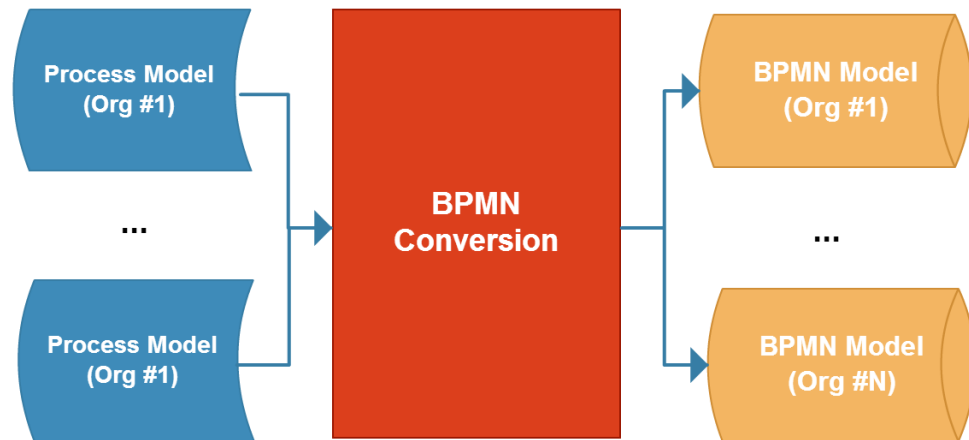 Process Model
(Org #1)
...
Process Model
(Org #1)
BPMN
Conversion
BPMN Model
(Org #1)
...
BPMN Model
(Org #N)